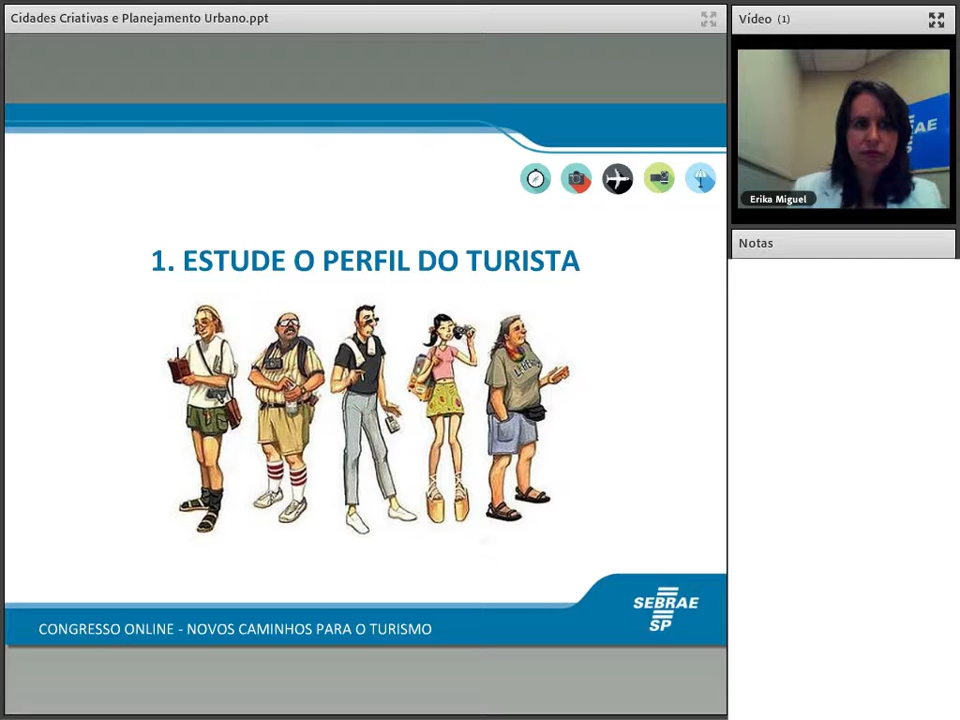 Cidades Criativas e Planejamento Urbano.ppt
Vídeo (1)
AE
Erika Miguel
Notas
1. ESTUDE O PERFIL DO TURISTA
SEBRAE
SP
CONGRESSO ONLINE - NOVOS CAMINHOS PARA O TURISMO